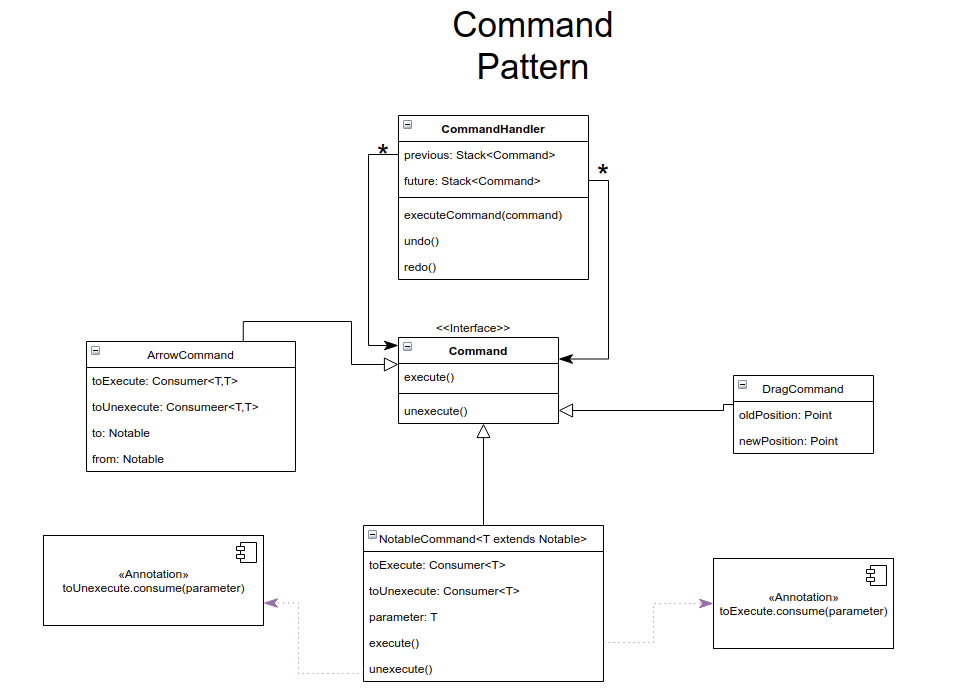 Command
Pattern
CommandHandler
*
previous: Stack<Command>
*
future: Stack<Command>
executeCommand(command)
undo()
redo()
<<Interface>>
Command
execute()
unexecute()
ArrowCommand
toExecute: Consumer<T,T>
toUnexecute: Consumeer<T,T>
to: Notable
from: Notable
DragCommand
oldPosition: Point
newPosition: Point
NotableCommand<T extends Notable>
toExecute: Consumer<T>
toUnexecute: Consumer<T>
parameter: T
execute()
unexecute()
«Annotation»
toUnexecute.consume(parameter)
«Annotation»
toExecute.consume(parameter)